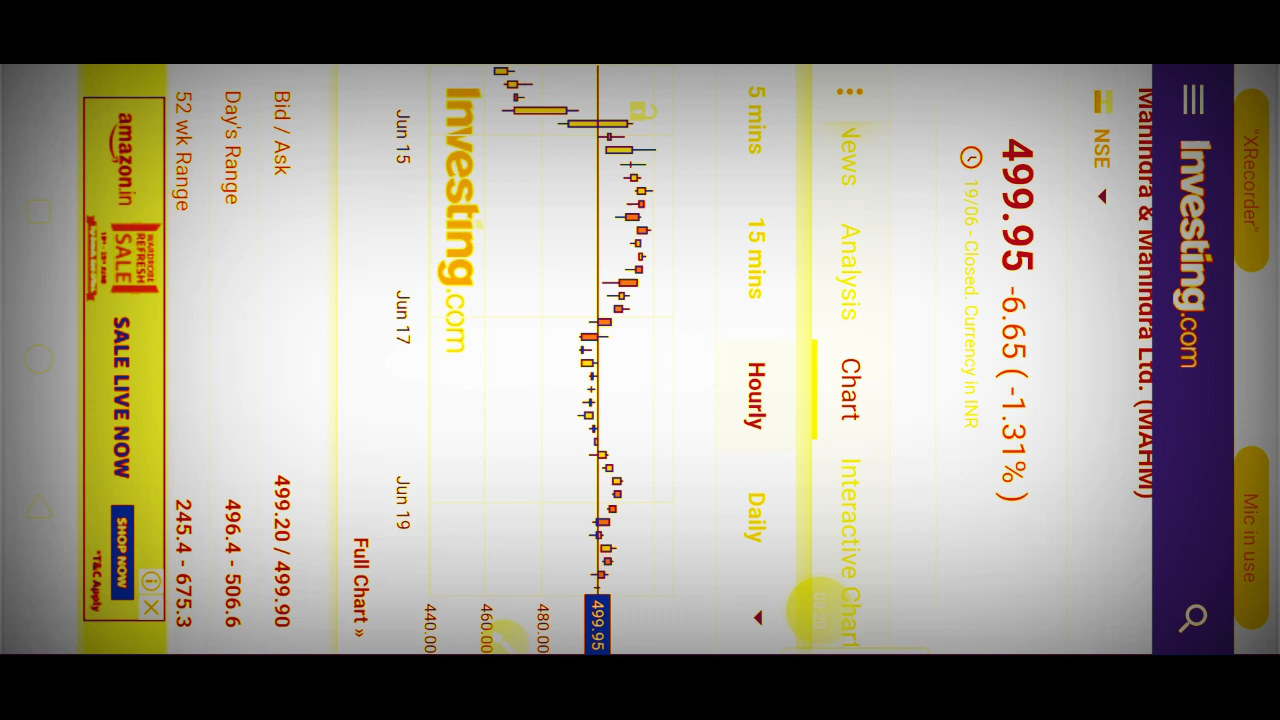 "XRecorder" Mic in use
Investing.com
Mahindra & Mahindra Ltd. (MAHM)
NSE
499.95 -6.65 ( -1.31% )
19/06 - Closed. Currency in INR
News Analysis Chart Interactive Chart
08:20
5 mins 15 mins Hourly Daily
499.95
480.00
460.00
440.00
Investing.com
Jun 15 Jun 17 Jun 19
Full Chart »
Bid / Ask 499.20 / 499.90
Day's Range 496.4 - 506.6
52 wk Range 245.4 - 675.3
amazon.in
WARDROBE
REFRESH
SALE
SALE LIVE NOW
SHOP NOW
*T&C Apply